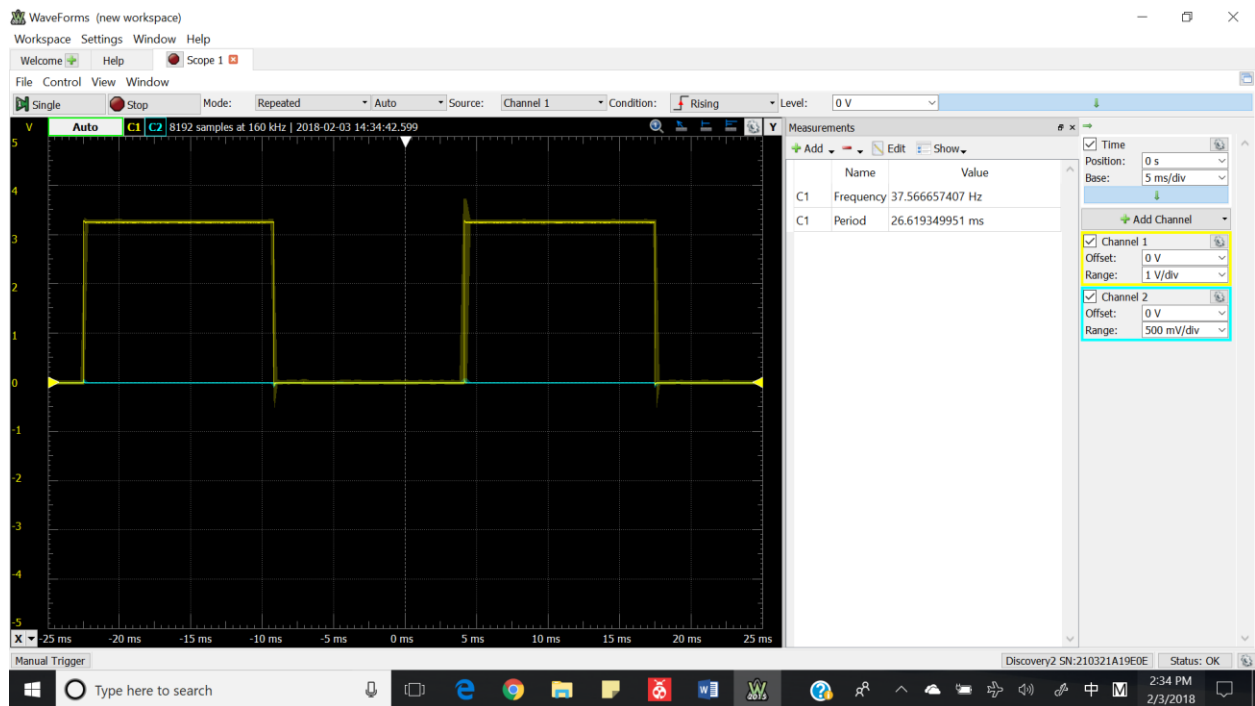 WaveForms (new workspace)
Workspace Settings Window Help
Welcome Help Scope 1
File Control View Window
Single Stop Mode: Repeated Auto Source: Channel 1 Condition: Rising Level: 0 V
V Auto C1 C2 8192 samples at 160 kHz | 2018-02-03 14:34:42.599 Y
5
4
3
2
1
0
-1
-2
-3
-4
-5
X -25 ms -20 ms -15 ms -10 ms -5 ms 0 ms 5 ms 10 ms 15 ms 20 ms 25 ms
Measurements
Add Edit Show
Name Value
C1 Frequency 37.566657407 Hz
C1 Period 26.619349951 ms
Time
Position: 0 s
Base: 5 ms/div
Add Channel
Channel 1
Offset: 0 V
Range: 1 V/div
Channel 2
Offset: 0 V
Range: 500 mV/div
Manual Trigger Discovery2 SN:210321A19E0E Status: OK
Type here to search 中 M 2:34 PM
2/3/2018